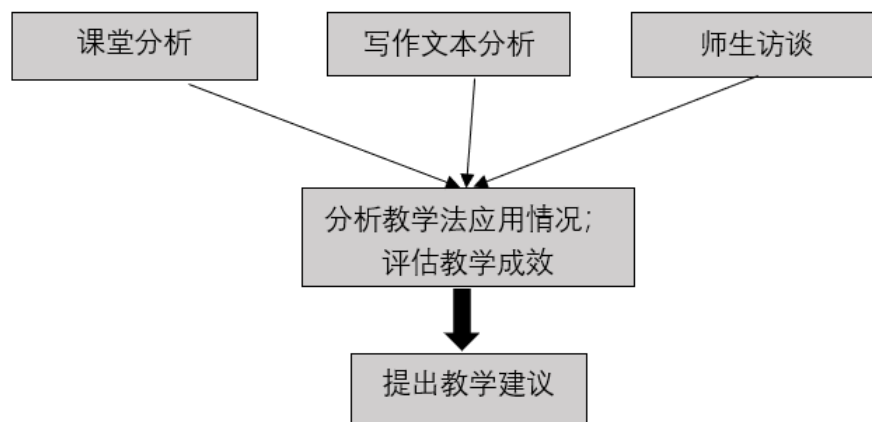 课堂分析
写作文本分析
师生访谈
分析教学法应用情况；
评估教学成效
提出教学建议